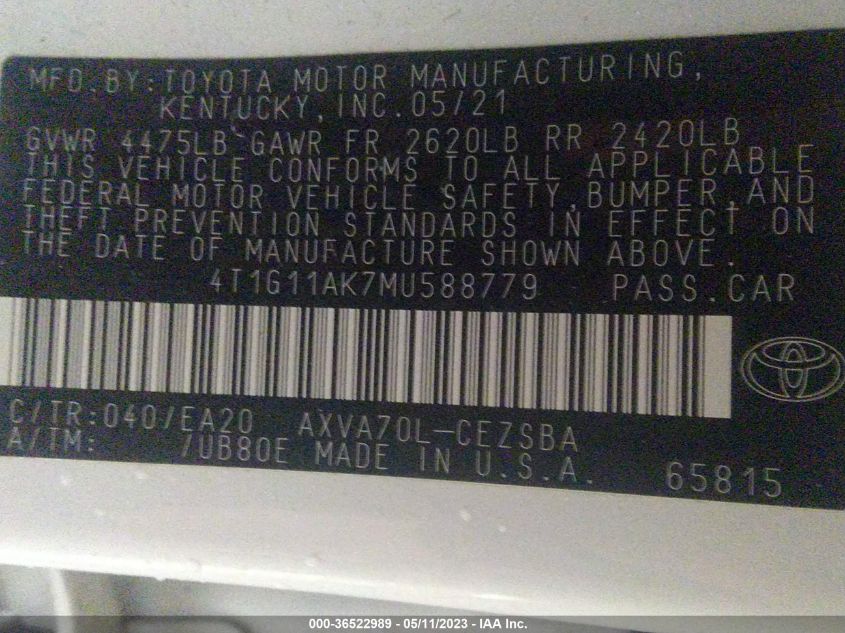 MFD. BY: TOYOTA MOTOR MANUFACTURING,
KENTUCKY, INC. 05/21
GVWR 4475LB GAWR FR 2620LB RR 2420LB
THIS VEHICLE CONFORMS TO ALL APPLICABLE
FEDERAL MOTOR VEHICLE SAFETY, BUMPER, AND
THEFT PREVENTION STANDARDS IN EFFECT ON
THE DATE OF MANUFACTURE SHOWN ABOVE.
4T1G11AK7MU588779 PASS. CAR
C/TR: 040/EA20 AXVA70L-CEZSBA
A/TM: /UB80E MADE IN U.S.A. 65815
000-36522989 - 05/11/2023 - IAA Inc.